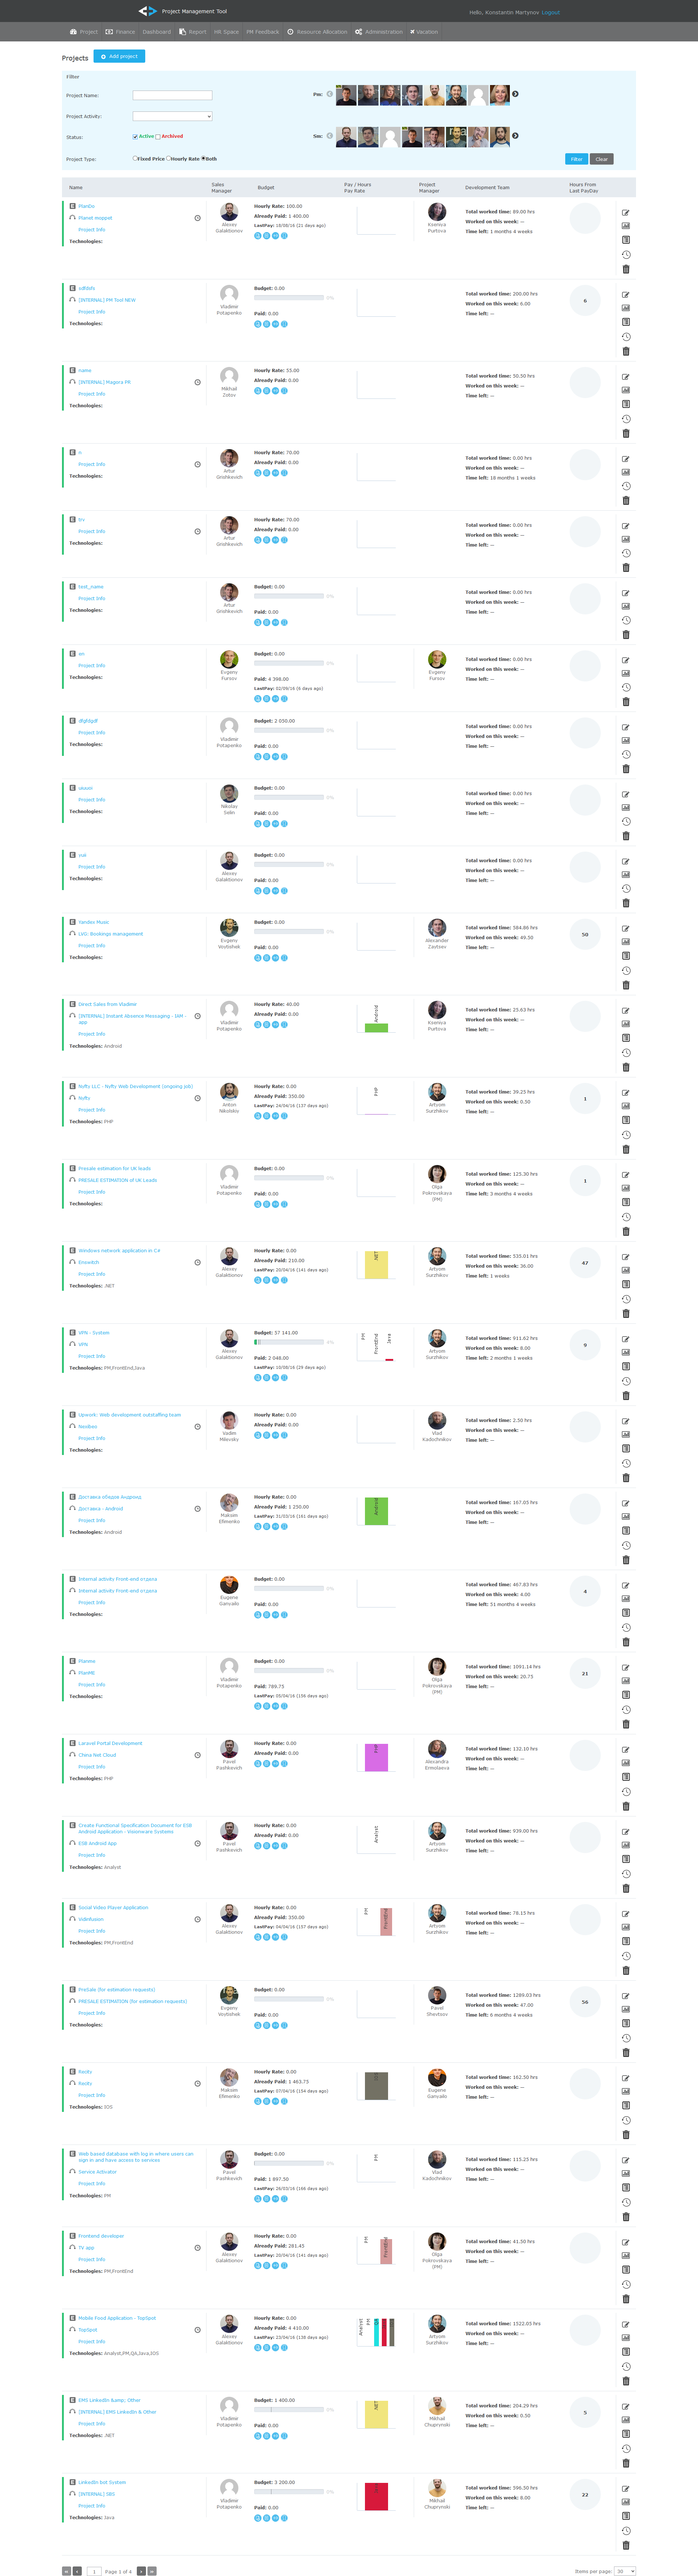 Project Management Tool
Hello, Konstantin Martynov Logout
Project Finance Dashboard Report HR Space PM Feedback Resource Allocation Administration Vacation
Projects Add project
Filter
Project Name:
Pm:
Project Activity:
Status: Active Archived
Sm:
Project Type: Fixed Price Hourly Rate Both
Filter Clear
Name Sales Manager Budget Pay / Hours Pay Rate Project Manager Development Team Hours From Last PayDay
PlanDo
Planet moppet
Project Info
Technologies:
Alexey Galaktionov
Hourly Rate: 100.00
Already Paid: 1 400.00
LastPay: 18/08/16 (21 days ago)
Kseniya Purtova
Total worked time: 89.00 hrs
Worked on this week: —
Time left: 1 months 4 weeks
[INTERNAL] PM Tool NEW
Project Info
Technologies:
Vladimir Potapenko
Budget: 0.00
0%
Paid: 0.00
Total worked time: 200.00 hrs
Worked on this week: 6.00
Time left: —
6
name
[INTERNAL] Magora PR
Project Info
Technologies:
Mikhail Zotov
Hourly Rate: 55.00
Already Paid: 0.00
Total worked time: 50.50 hrs
Worked on this week: —
Time left: —
Project Info
Technologies:
Artur Grishkevich
Hourly Rate: 70.00
Already Paid: 0.00
Total worked time: 0.00 hrs
Worked on this week: —
Time left: 18 months 1 weeks
Project Info
Technologies:
Artur Grishkevich
Hourly Rate: 70.00
Already Paid: 0.00
Total worked time: 0.00 hrs
Worked on this week: —
Time left: —
test_name
Project Info
Technologies:
Artur Grishkevich
Budget: 0.00
0%
Paid: 0.00
Total worked time: 0.00 hrs
Worked on this week: —
Time left: —
Project Info
Technologies:
Evgeny Fursov
Budget: 0.00
0%
Paid: 4 398.00
LastPay: 02/09/16 (6 days ago)
Evgeny Fursov
Total worked time: 0.00 hrs
Worked on this week: —
Time left: —
Project Info
Technologies:
Vladimir Potapenko
Budget: 2 050.00
0%
Paid: 0.00
Total worked time: 0.00 hrs
Worked on this week: —
Time left: —
Project Info
Technologies:
Nikolay Selin
Budget: 0.00
0%
Paid: 0.00
Total worked time: 0.00 hrs
Worked on this week: —
Time left: —
Project Info
Technologies:
Alexey Galaktionov
Budget: 0.00
0%
Paid: 0.00
Total worked time: 0.00 hrs
Worked on this week: —
Time left: —
Yandex Music
LVO. Bookings management
Project Info
Technologies:
Evgeny Voytishek
Budget: 0.00
0%
Paid: 0.00
Alexander Zavtsev
Total worked time: 584.86 hrs
Worked on this week: 49.50
Time left: —
50
Direct Sales from Vladimir
[INTERNAL] Instant Absence Messaging - IAM - app
Project Info
Technologies: Android
Vladimir Potapenko
Hourly Rate: 40.00
Already Paid: 0.00
Android
Kseniya Purtova
Total worked time: 25.63 hrs
Worked on this week: —
Time left: —
Nifty LLC - Nyfty Web Development (ongoing job)
Nofty
Project Info
Technologies: PHP
Anton Nikolsko
Hourly Rate: 0.00
Already Paid: 350.00
LastPay: 24/04/16 (137 days ago)
PHP
Artyom Surzhikov
Total worked time: 39.25 hrs
Worked on this week: 0.50
Time left: —
1
Presale estimation for UK leads
PRESALE ESTIMATION of UK Leads
Project Info
Technologies:
Vladimir Potapenko
Budget: 0.00
0%
Paid: 0.00
Olga Pokrovskaya (PM)
Total worked time: 125.30 hrs
Worked on this week: —
Time left: 3 months 4 weeks
1
Windows network application in C#
Enswitch
Project Info
Technologies: .NET
Alexey Galaktionov
Hourly Rate: 0.00
Already Paid: 210.00
LastPay: 20/04/16 (141 days ago)
.NET
Artyom Surzhikov
Total worked time: 535.01 hrs
Worked on this week: 36.00
Time left: 1 weeks
47
VPN - System
VPN
Project Info
Technologies: PM,FrontEnd,Java
Alexey Galaktionov
Budget: 57 141.00
4%
Paid: 2 048.00
LastPay: 10/08/16 (29 days ago)
PM FrontEnd Java
Artyom Surzhikov
Total worked time: 911.62 hrs
Worked on this week: 8.00
Time left: 2 months 1 weeks
9
Upwork: Web development outstaffing team
Nexibeo
Project Info
Technologies:
Vadim Milevsky
Hourly Rate: 0.00
Already Paid: 0.00
Vlad Kadochnikov
Total worked time: 2.50 hrs
Worked on this week: —
Time left: —
Доставка обедов Андроид
Доставка - Android
Project Info
Technologies: Android
Maksim Efimenko
Hourly Rate: 0.00
Already Paid: 1 250.00
LastPay: 31/03/16 (161 days ago)
Android
Total worked time: 167.05 hrs
Worked on this week: —
Time left: —
Internal activity Front-end отдела
Internal activity Front-end отдела
Project Info
Technologies:
Eugene Ganyalo
Budget: 0.00
0%
Paid: 0.00
Total worked time: 467.83 hrs
Worked on this week: 4.00
Time left: 51 months 4 weeks
4
Planme
PlanME
Project Info
Technologies:
Vladimir Potapenko
Budget: 0.00
0%
Paid: 789.75
LastPay: 05/04/16 (156 days ago)
Olga Pokrovskaya (PM)
Total worked time: 1091.14 hrs
Worked on this week: 20.75
Time left: —
21
Laravel Portal Development
China Net Cloud
Project Info
Technologies: PHP
Pavel Pashkevich
Hourly Rate: 0.00
Already Paid: 0.00
PHP
Alexandra Ermolaeva
Total worked time: 132.10 hrs
Worked on this week: —
Time left: —
Create Functional Specification Document for ESB Android Application - Visionware Systems
ESB Android App
Project Info
Technologies: Analyst
Pavel Pashkevich
Hourly Rate: 0.00
Already Paid: 0.00
Analyst
Artyom Surzhikov
Total worked time: 939.00 hrs
Worked on this week: —
Time left: —
Social Video Player Application
Vidinfusion
Project Info
Technologies: PM,FrontEnd
Alexey Galaktionov
Hourly Rate: 0.00
Already Paid: 350.00
LastPay: 04/04/16 (157 days ago)
PM FrontEnd
Artyom Surzhikov
Total worked time: 78.15 hrs
Worked on this week: —
Time left: —
PreSale (for estimation requests)
PRESALE ESTIMATION (for estimation requests)
Project Info
Technologies:
Evgeny Voytishek
Budget: 0.00
0%
Paid: 0.00
Pavel Shevtsov
Total worked time: 1289.03 hrs
Worked on this week: 47.00
Time left: 6 months 4 weeks
56
Rexity
Rexity
Project Info
Technologies: IOS
Maksim Efimenko
Hourly Rate: 0.00
Already Paid: 1 463.75
LastPay: 07/04/16 (154 days ago)
Eugene Ganyalo
Total worked time: 162.50 hrs
Worked on this week: —
Time left: —
Web based database with log in where users can sign in and have access to services
Service Activator
Project Info
Technologies: PM
Pavel Pashkevich
Budget: 0.00
0%
Paid: 1 897.50
LastPay: 26/03/16 (166 days ago)
PM
Vlad Kadochnikov
Total worked time: 115.25 hrs
Worked on this week: —
Time left: —
Frontend developer
TV app
Project Info
Technologies: PM,FrontEnd
Alexey Galaktionov
Hourly Rate: 0.00
Already Paid: 281.43
LastPay: 20/04/16 (141 days ago)
PM FrontEnd
Olga Pokrovskaya (PM)
Total worked time: 41.50 hrs
Worked on this week: —
Time left: —
Mobile Food Application - TopSpot
TopSpot
Project Info
Technologies: Analyst,PM,QA,Java,IOS
Alexey Galaktionov
Hourly Rate: 0.00
Already Paid: 4 410.00
LastPay: 23/04/16 (138 days ago)
Analyst PM QA
Artyom Surzhikov
Total worked time: 1522.05 hrs
Worked on this week: —
Time left: —
EMS LinkedIn &amp; Other
[INTERNAL] EMS LinkedIn & Other
Project Info
Technologies: .NET
Vladimir Potapenko
Budget: 1 400.00
0%
Paid: 0.00
.NET
Mikhail Chuprynski
Total worked time: 204.29 hrs
Worked on this week: 0.50
Time left: —
5
LinkedIn bot System
[INTERNAL] SBS
Project Info
Technologies: Java
Vladimir Potapenko
Budget: 3 200.00
0%
Paid: 0.00
Mikhail Chuprynski
Total worked time: 596.50 hrs
Worked on this week: 8.00
Time left: —
22
1 Page 1 of 4
Items per page: 30